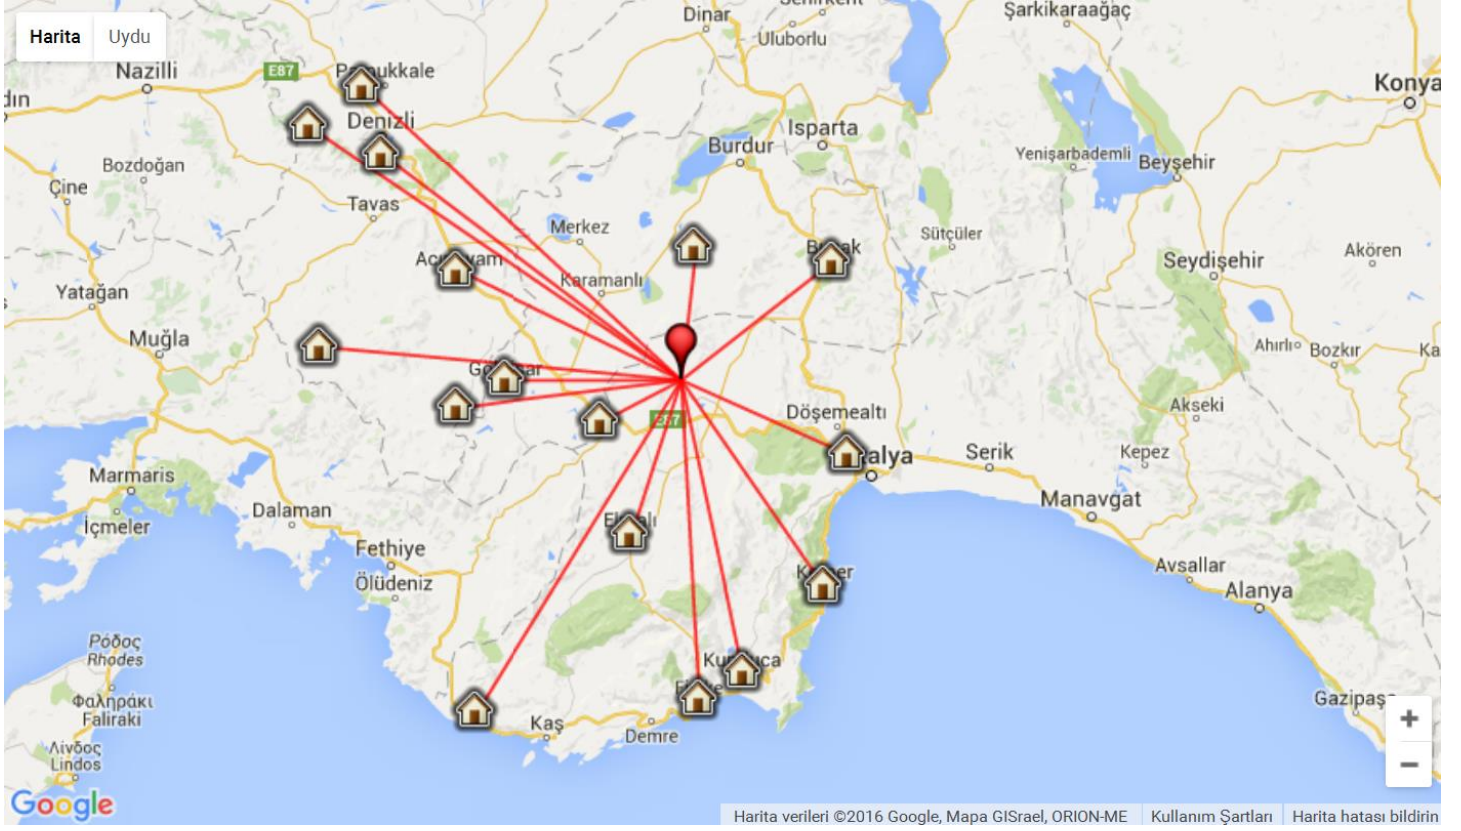 Harita Uydu
Dinar
Uluborlu
Şarkikaraağaç
Nazilli
E87
Konya
Denizli
Isparta
Burdur
Yenişarbademli
Beyşehir
Bozdoğan
Çine
Tavas
Merkez
Sütçüler
Akören
Seydişehir
Karamanlı
Yatağan
Muğla
Ahırlı
Bozkır
Döşemealtı
Akseki
Kepez
Serik
Marmaris
Manavgat
Dalaman
İçmeler
Fethiye
Avsallar
Ölüdeniz
Alanya
Ρόδος
Rhodes
Φαληράκι
Faliraki
Gazipaşa
Kaş
Demre
Λίνδος
Lindos
Google
Harita verileri ©2016 Google, Mapa GISrael, ORION-ME Kullanım Şartları Harita hatası bildirin